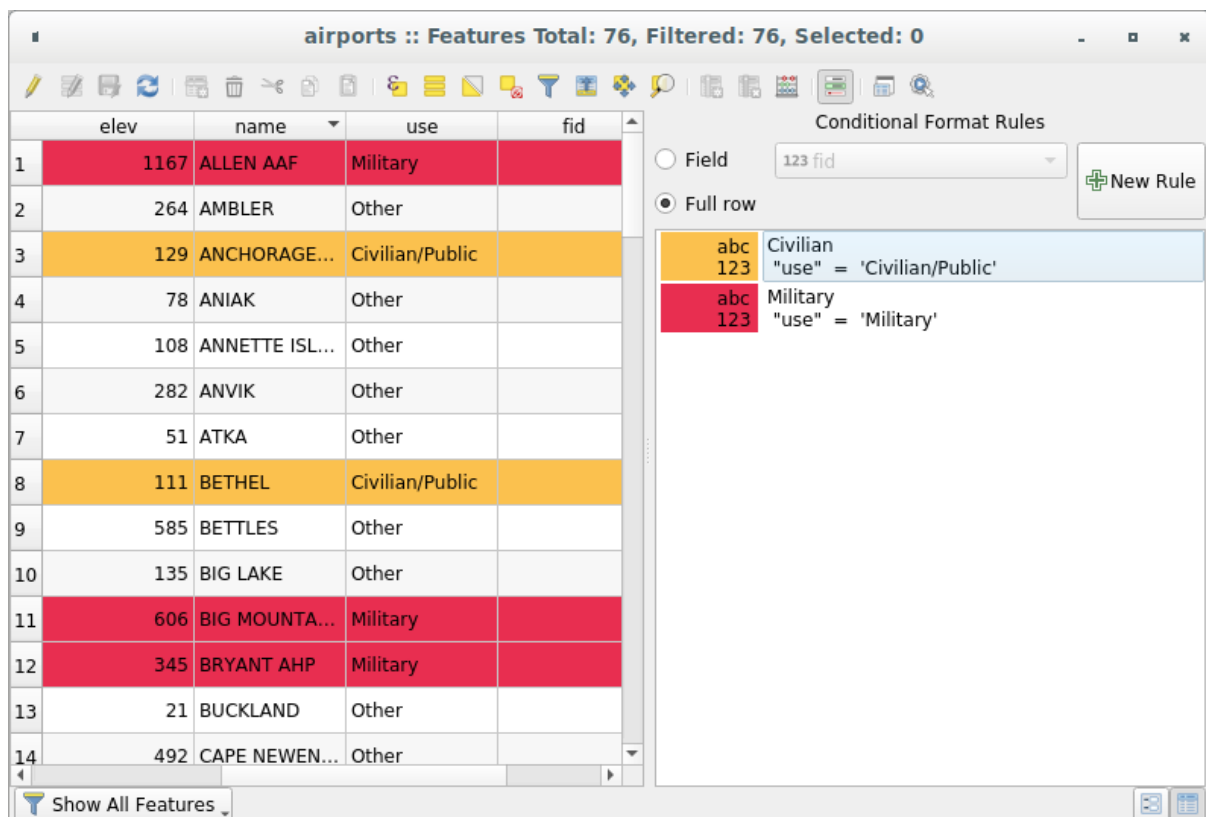 airports :: Features Total: 76, Filtered: 76, Selected: 0
elev name use fid
1 1167 ALLEN AAF Military
2 264 AMBLER Other
3 129 ANCHORAGE... Civilian/Public
4 78 ANIAK Other
5 108 ANNETTE ISL... Other
6 282 ANVIK Other
7 51 ATKA Other
8 111 BETHEL Civilian/Public
9 585 BETTLES Other
10 135 BIG LAKE Other
11 606 BIG MOUNTA... Military
12 345 BRYANT AHP Military
13 21 BUCKLAND Other
14 492 CAPE NEWEN... Other
Show All Features
Conditional Format Rules
Field 123 fid
Full row
New Rule
abc Civilian
123 "use" = 'Civilian/Public'
abc Military
123 "use" = 'Military'